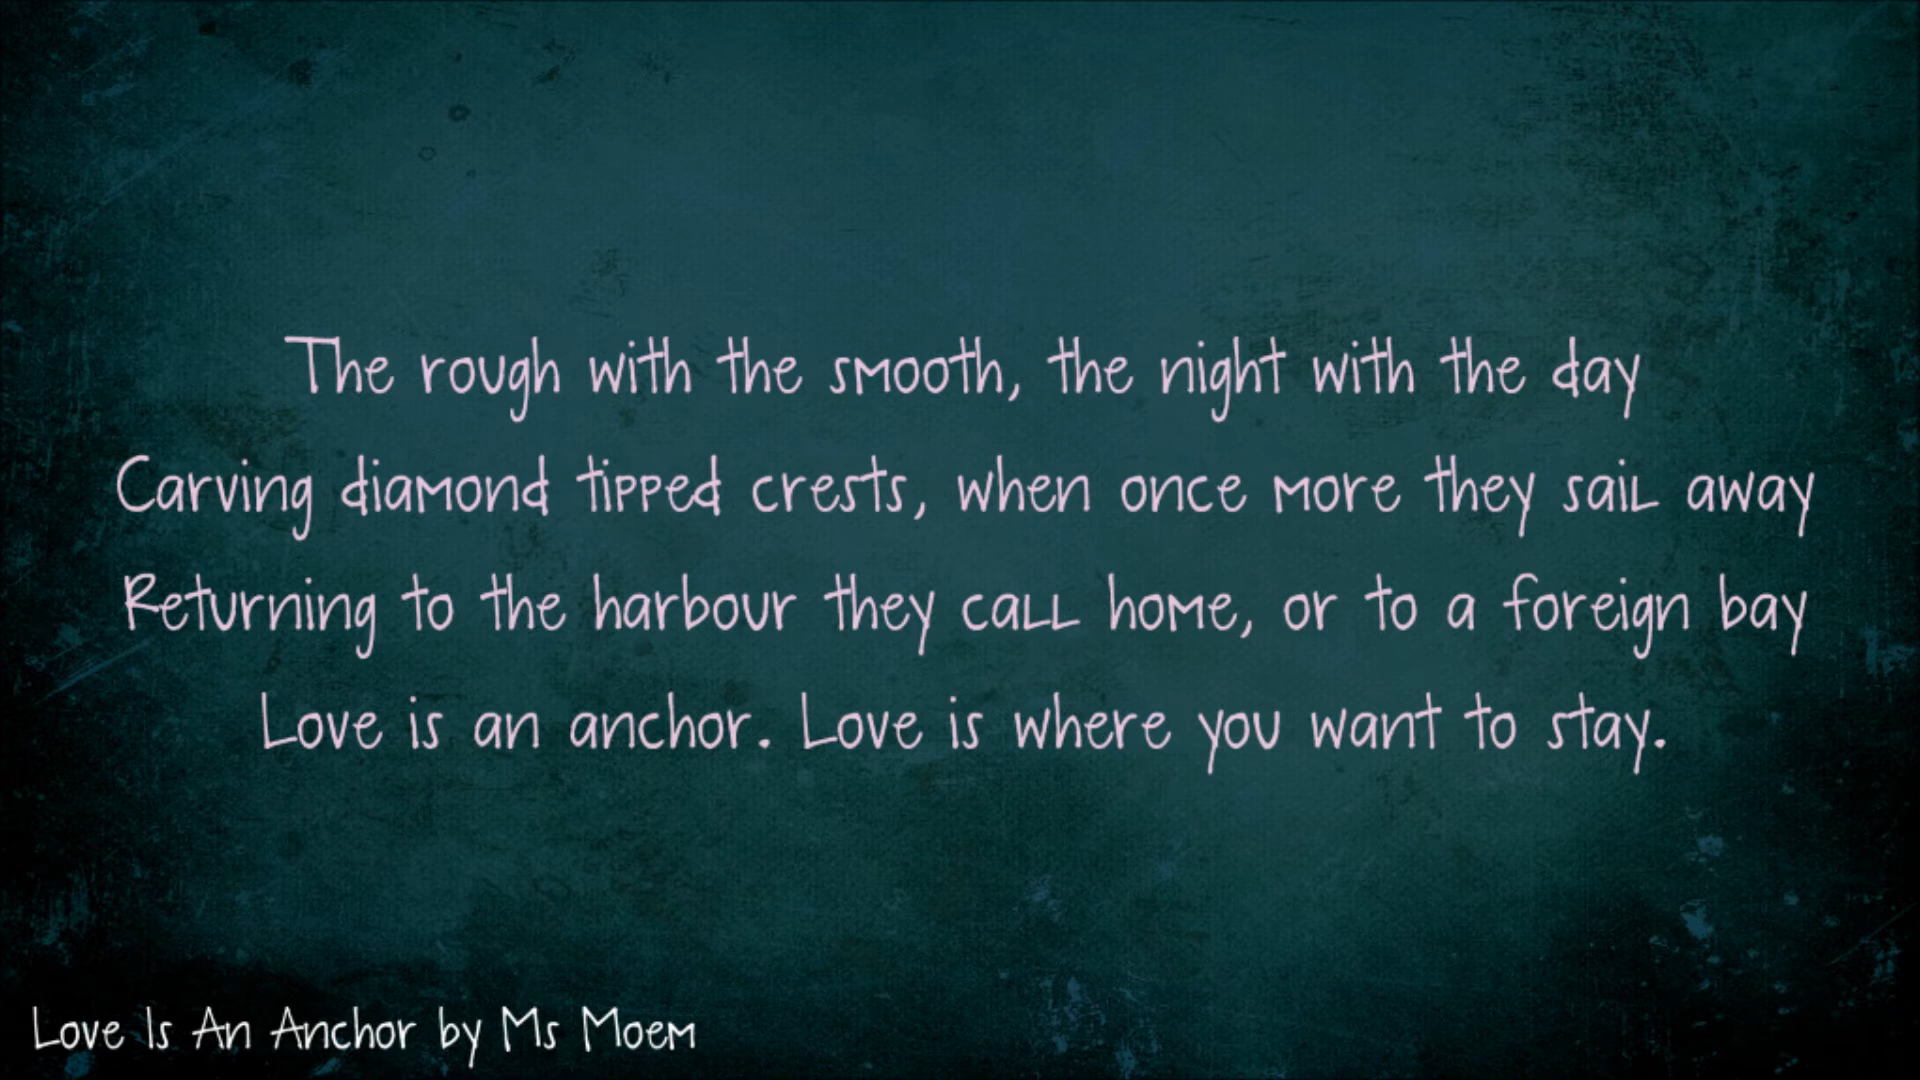 The rough with the smooth, the night with the day
Carving diamond tipped crests, when once more they sail away
Returning to the harbour they call home, or to a foreign bay
Love is an anchor. Love is where you want to stay.
Love Is An Anchor by Ms Moem